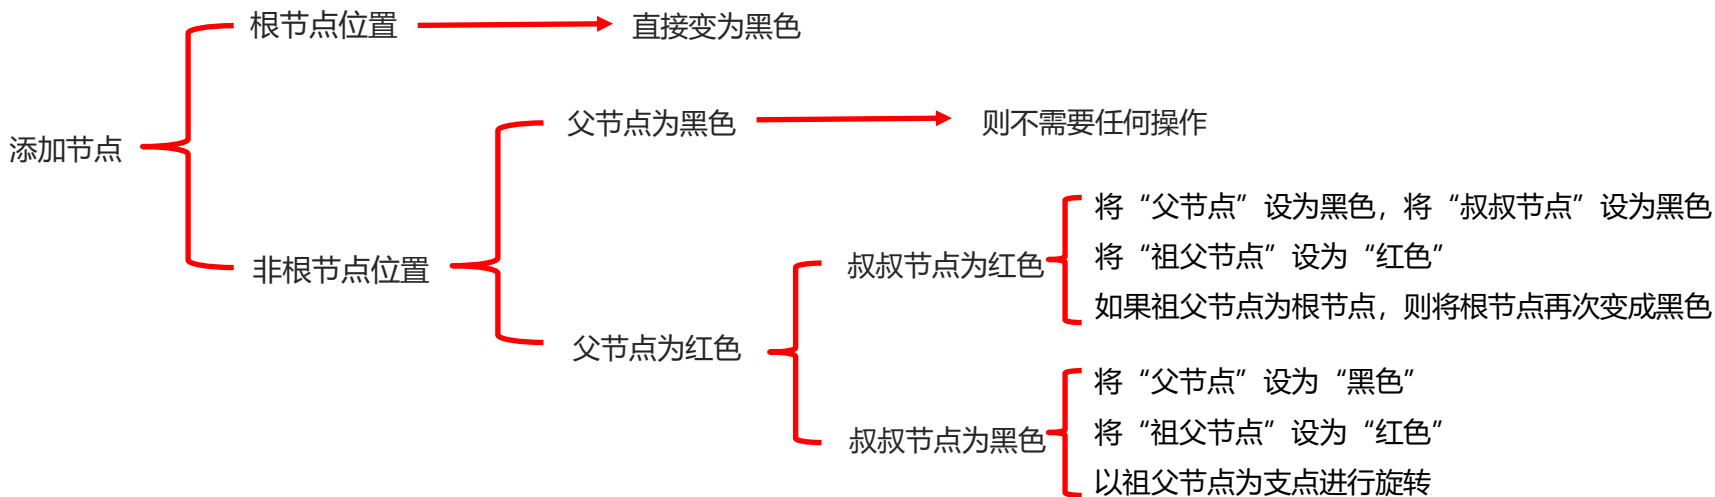 添加节点
根节点位置
直接变为黑色
非根节点位置
父节点为黑色
则不需要任何操作
父节点为红色
叔叔节点为红色
将“父节点”设为黑色，将“叔叔节点”设为黑色
将“祖父节点”设为“红色”
如果祖父节点为根节点，则将根节点再次变成黑色
叔叔节点为黑色
将“父节点”设为“黑色”
将“祖父节点”设为“红色”
以祖父节点为支点进行旋转